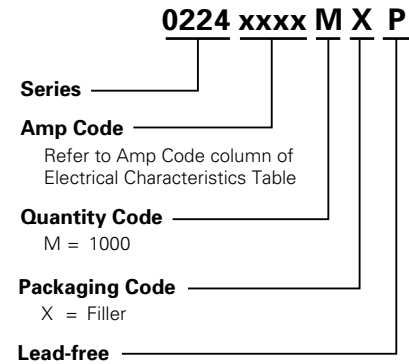 0224 xxxx M X P
Series
Amp Code
Refer to Amp Code column of
Electrical Characteristics Table
Quantity Code
M = 1000
Packaging Code
X = Filler
Lead-free